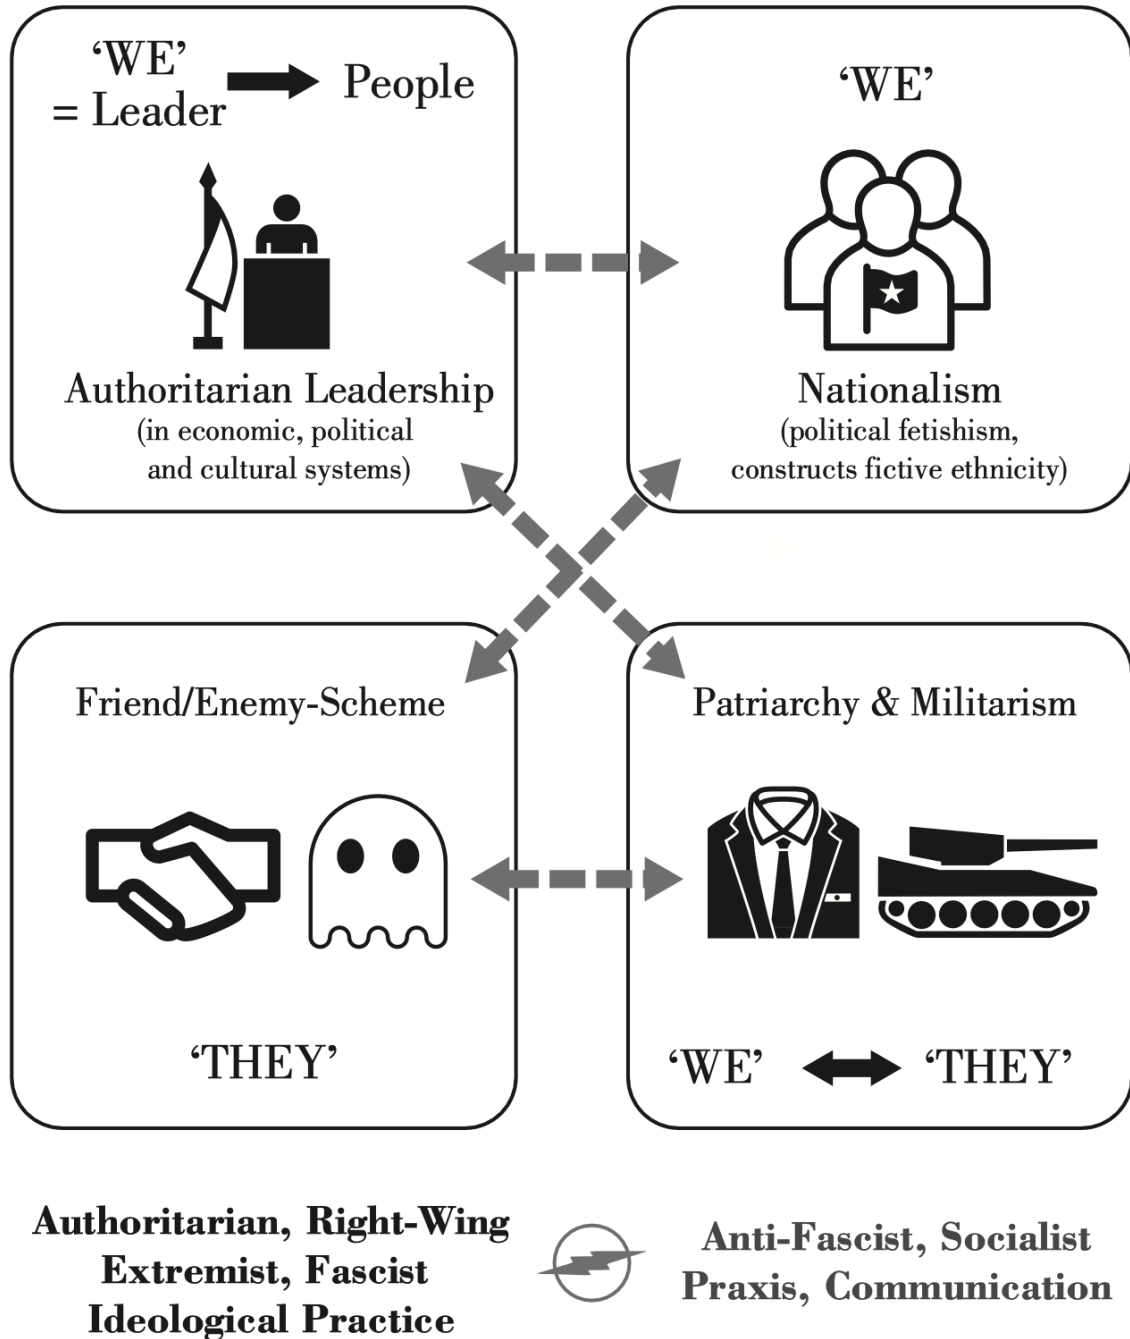 ‘WE’
= Leader
People
Authoritarian Leadership
(in economic, political
and cultural systems)
‘WE’
Nationalism
(political fetishism,
constructs fictive ethnicity)
Friend/Enemy-Scheme
‘THEY’
Patriarchy & Militarism
‘WE’
‘THEY’
Authoritarian, Right-Wing
Extremist, Fascist
Ideological Practice
Anti-Fascist, Socialist
Praxis, Communication